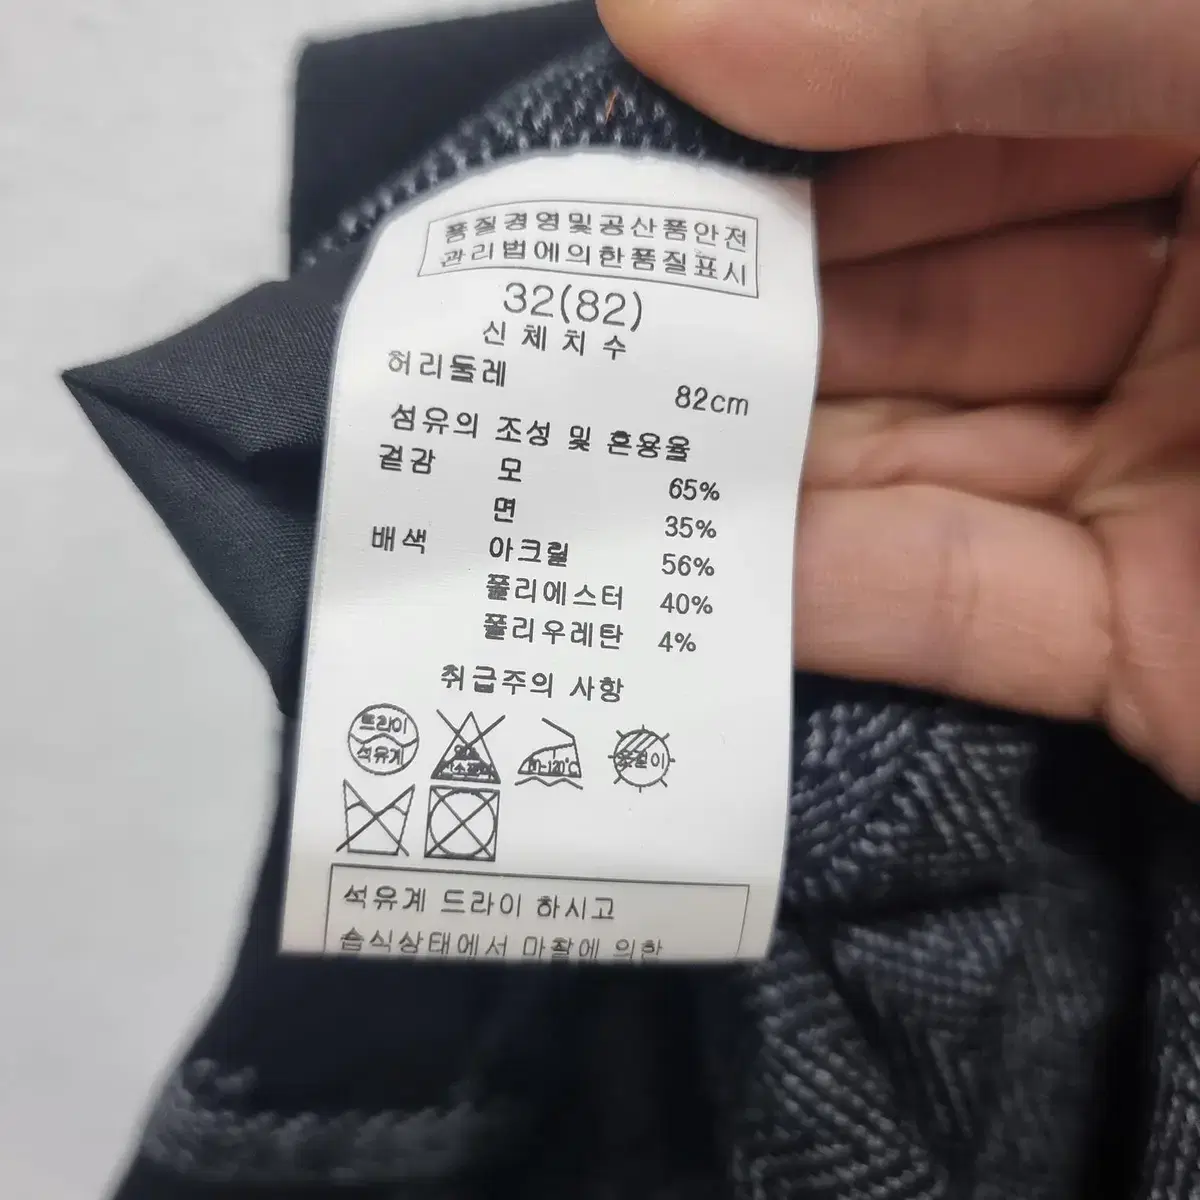 품질경영및공산품안전
관리법에의한품질표시
32(82)
신체치수
허리둘레 82cm
섬유의 조성 및 혼용율
겉감 모 65%
면 35%
배색 아크릴 56%
폴리에스터 40%
폴리우레탄 4%
취급주의 사항
드라이
석유계
옷걸이
석유계 드라이 하시고
습식상태에서 마찰에 의한